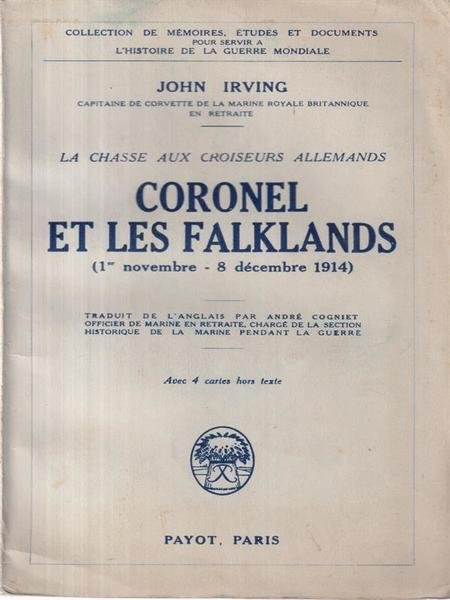 COLLECTION DE MÉMOIRES, ÉTUDES ET DOCUMENTS
POUR SERVIR A
L'HISTOIRE DE LA GUERRE MONDIALE
JOHN IRVING
CAPITAINE DE CORVETTE DE LA MARINE ROYALE BRITANNIQUE
EN RETRAITE
LA CHASSE AUX CROISEURS ALLEMANDS
CORONEL
ET LES FALKLANDS
(1er novembre - 8 décembre 1914)
TRADUIT DE L'ANGLAIS PAR ANDRÉ COGNIET
OFFICIER DE MARINE EN RETRAITE, CHARGÉ DE LA SECTION
HISTORIQUE DE LA MARINE PENDANT LA GUERRE
Avec 4 cartes hors texte
PAYOT, PARIS